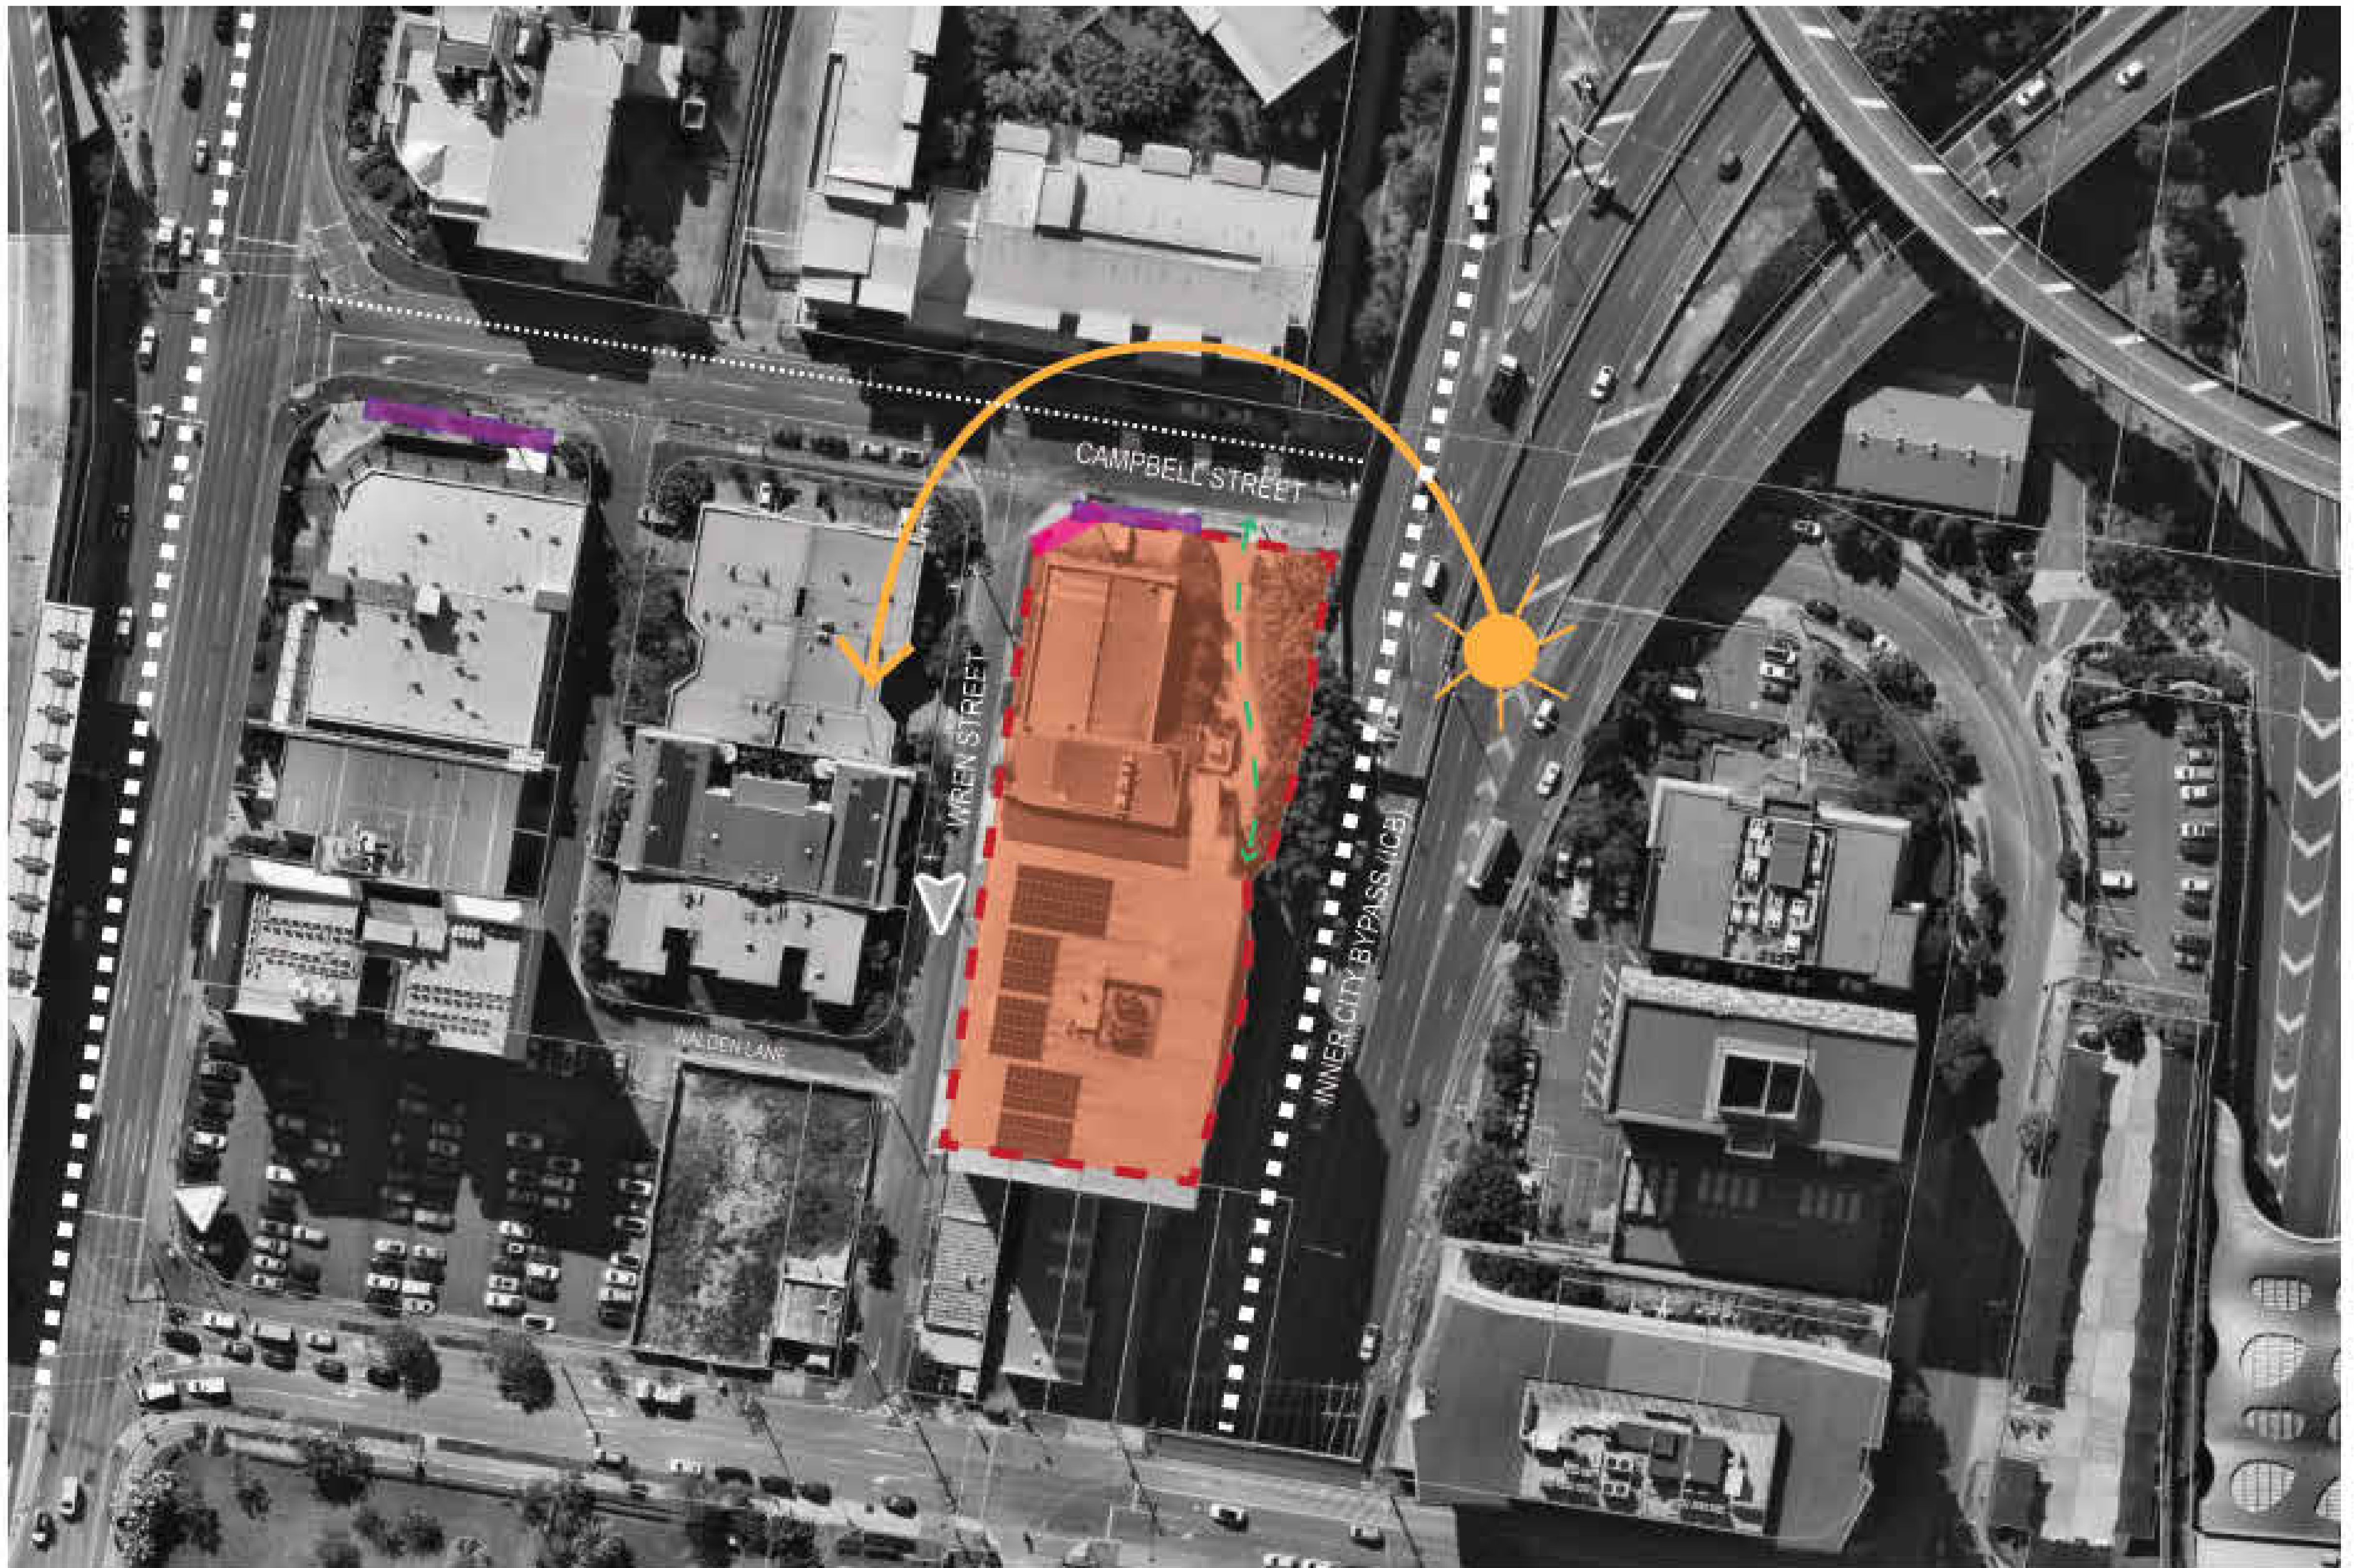 CAMPBELL STREET
WREN STREET
INNER CITY BYPASS (ICB)
WALDEN LANE